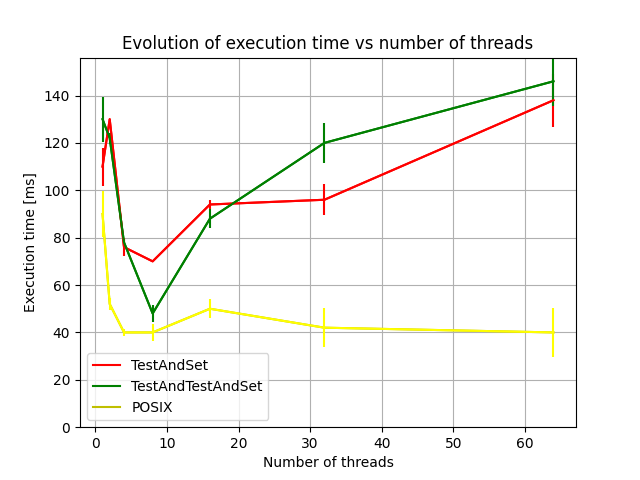 Evolution of execution time vs number of threads
Execution time [ms]
140
120
100
80
60
40
20
0
TestAndSet
TestAndTestAndSet
POSIX
0 10 20 30 40 50 60
Number of threads